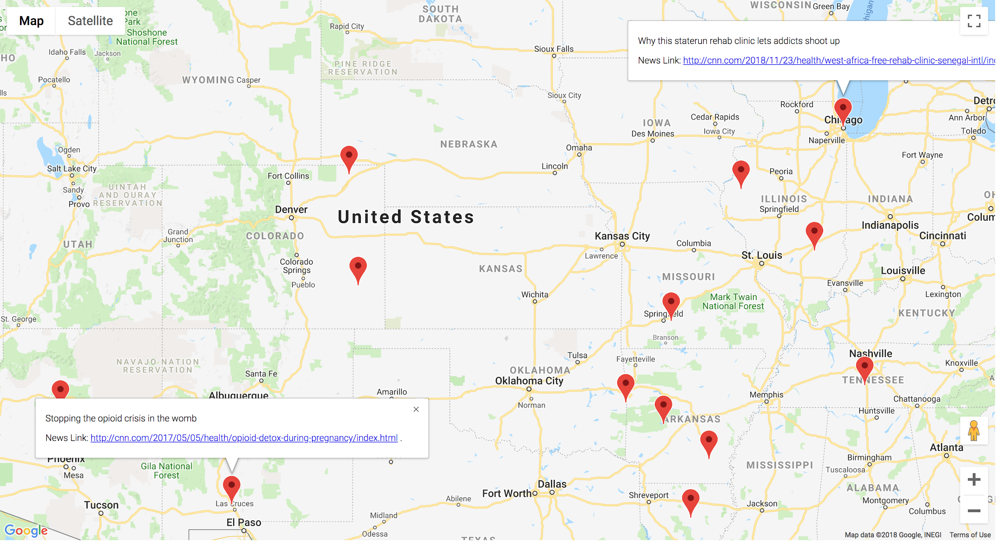 Map
Satellite
SOUTH
DAKOTA
WISCONSIN
Green Bay
Rapid City
Shoshone
National Forest
Idaho Falls
Jackson
Sioux Falls
Why this staterun rehab clinic lets addicts shoot up
News Link: http://cnn.com/2018/11/23/health/west-africa-free-rehab-clinic-senegal-intl/in
PINE RIDGE
RESERVATION
Pocatello
WYOMING
Casper
Sioux City
Rockford
Detr
Chicago
Ann Arbor
Cedar Rapids
IOWA
Des Moines
Iowa City
Toledo
Naperville
NEBRASKA
Omaha
Ogden
Fort Wayne
Lincoln
Salt Lake City
Peoria
Fort Collins
Sandy
UINTAH
AND OURAY
RESERVATION
Provo
ILLINOIS
INDIANA
Springfield
Denver
United States
Colum
Indianapolis
Grand
Junction
COLORADO
Kansas City
Cincinnati
UTAH
Columbia
Lawrence
St. Louis
Colorado
Springs
KANSAS
Louisville
MISSOURI
Pueblo
Evansville
Wichita
Lexington
Mark Twain
National Forest
Springfield
KENTUCKY
St. George
Branson
Nashville
Tulsa
Fayetteville
NAVAJO NATION
RESERVATION
Knoxville
OKLAHOMA
Santa Fe
Oklahoma City
TENNESSEE
Amarillo
Albuquerque
Memphis
Chattanooga
Norman
Huntsville
Stopping the opioid crisis in the womb
ARKANSAS
News Link: http://cnn.com/2017/05/05/health/opioid-detox-during-pregnancy/index.html .
Atlanta
Phoenix
Birmingham
Gila National
Forest
MISSISSIPPI
Tuscaloosa
Mesa
Dallas
Fort Worth
ALABAMA
Shreveport
Abilene
Las Cruces
Jackson
Montgomery
Tucson
Columbus
Midland
El Paso
Google
Odessa
Map data ©2018 Google, INEGI
Terms of Use
TEXAS